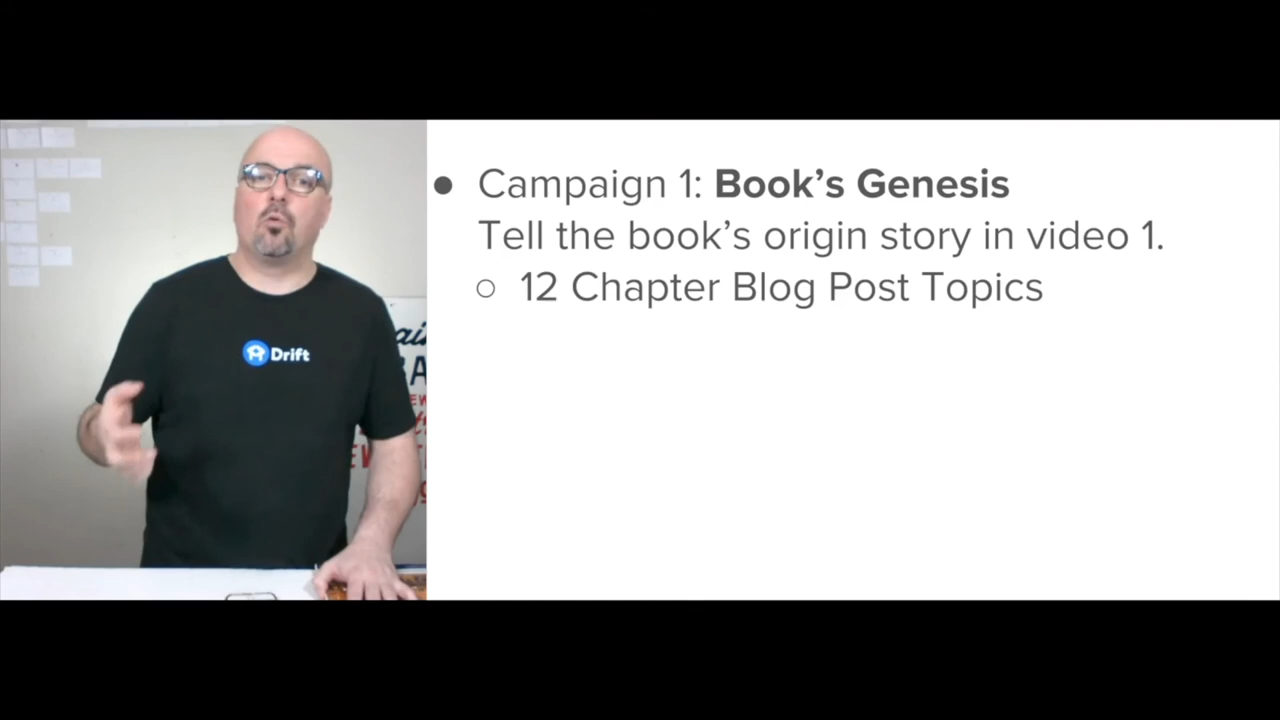 ● Campaign 1: Book’s Genesis
Tell the book’s origin story in video 1.
○ 12 Chapter Blog Post Topics
Drift